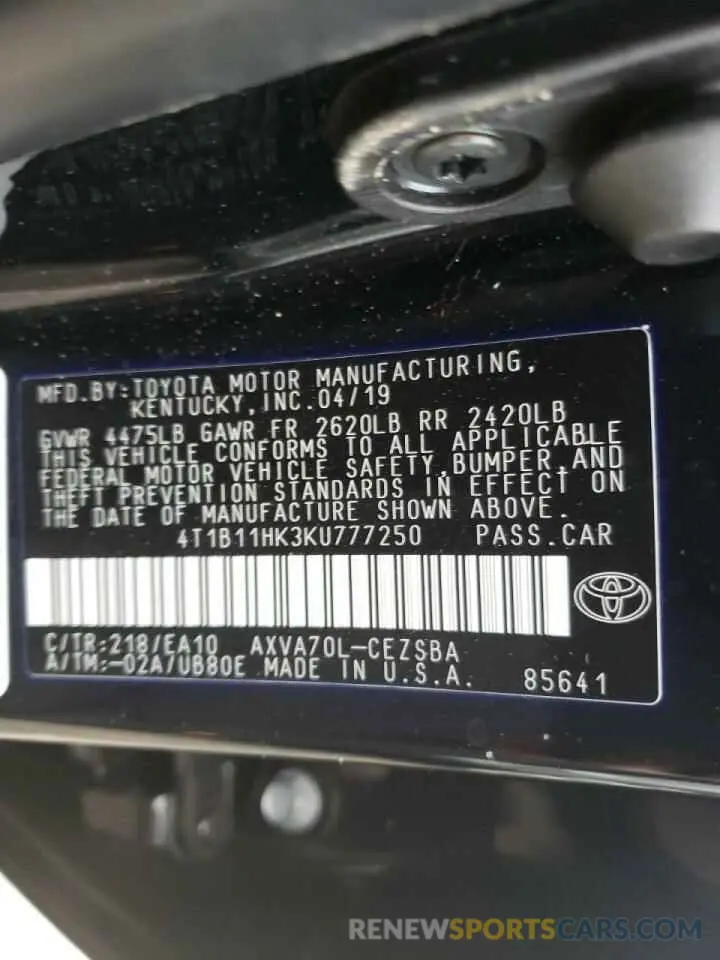 MFD.BY:TOYOTA MOTOR MANUFACTURING,
KENTUCKY,INC.04/19
GVWR 4475LB GAWR FR 2620LB RR 2420LB
THIS VEHICLE CONFORMS TO ALL APPLICABLE
FEDERAL MOTOR VEHICLE SAFETY,BUMPER,AND
THEFT PREVENTION STANDARDS IN EFFECT ON
THE DATE OF MANUFACTURE SHOWN ABOVE.
4T1B11HK3KU777250 PASS.CAR
C/TR:218/EA10 AXVA70L-CEZSBA
A/TM:-02A/UB80E MADE IN U.S.A. 85641
RENEWSPORTSCARS.COM